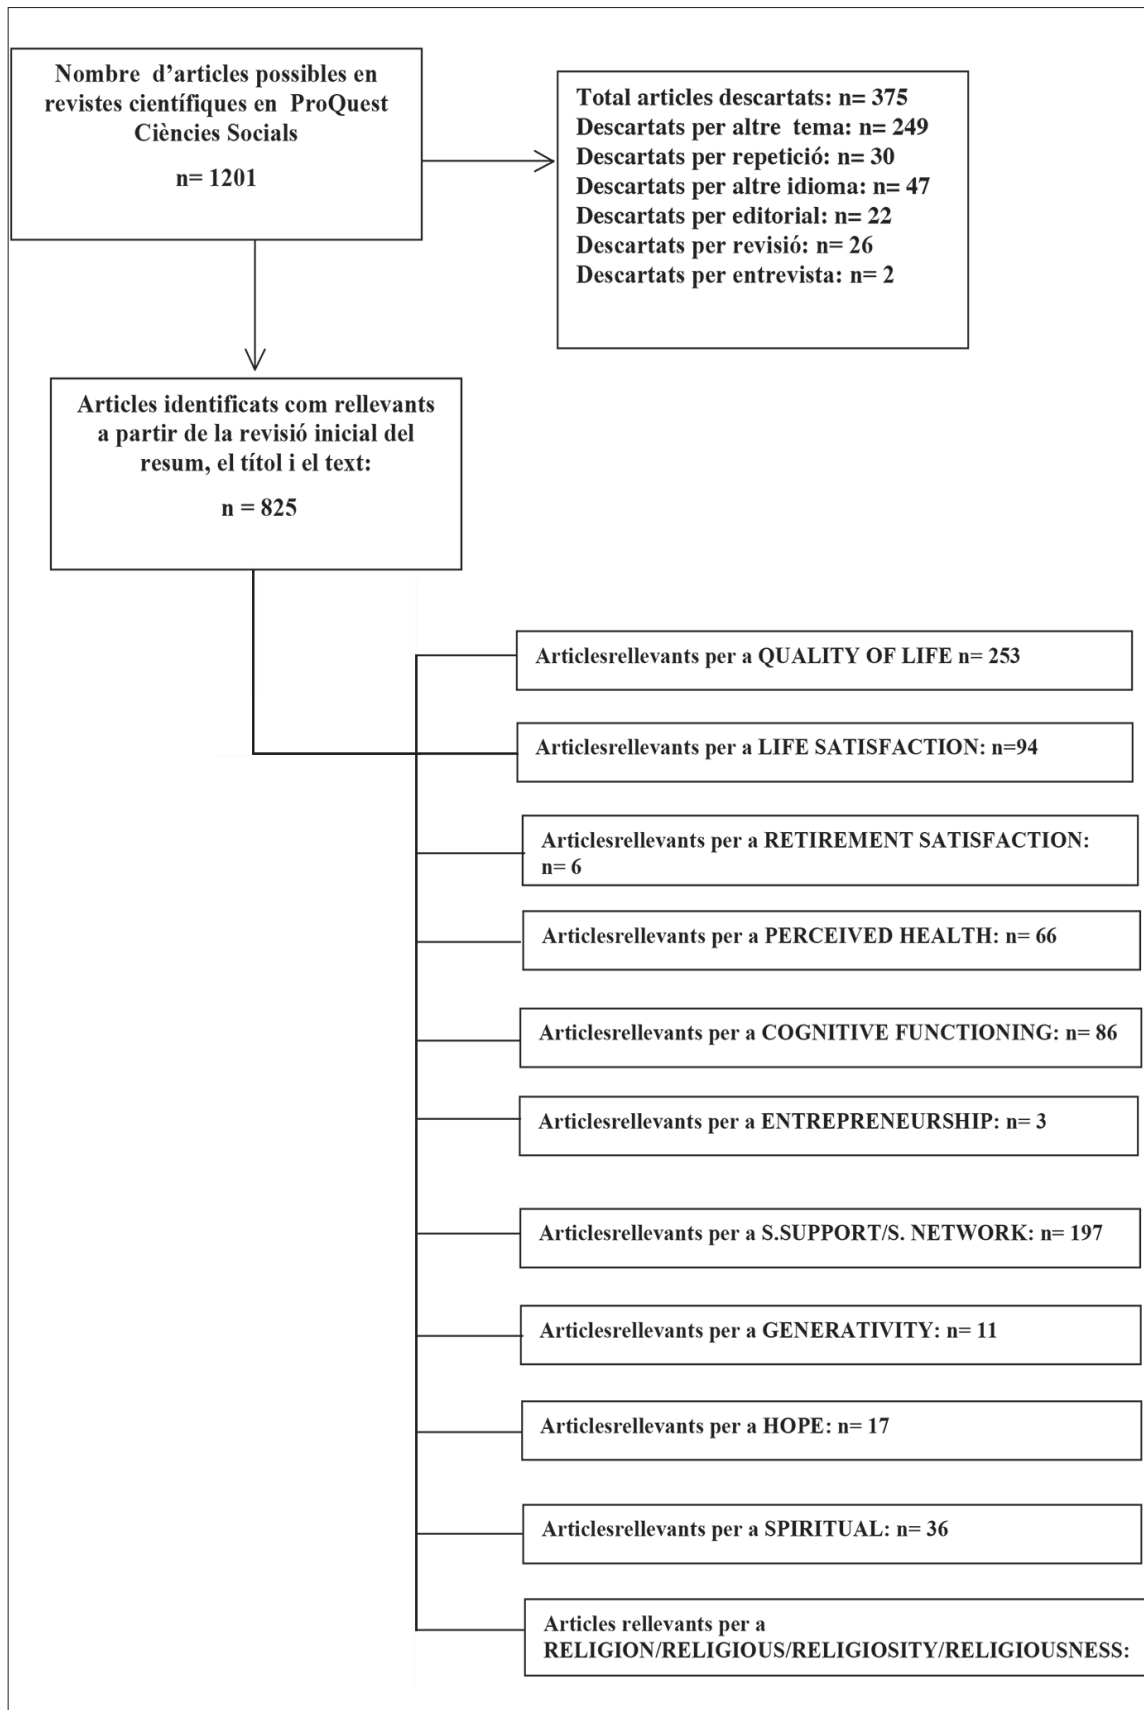 Nombre d’articles possibles en
revistes científiques en ProQuest
Ciències Socials
n= 1201
Total articles descartats: n= 375
Descartats per altre tema: n= 249
Descartats per repetició: n= 30
Descartats per altre idioma: n= 47
Descartats per editorial: n= 22
Descartats per revisió: n= 26
Descartats per entrevista: n= 2
Articles identificats com rellevants
a partir de la revisió inicial del
resum, el títol i el text:
n = 825
Articlesrellevants per a QUALITY OF LIFE n= 253
Articlesrellevants per a LIFE SATISFACTION: n=94
Articlesrellevants per a RETIREMENT SATISFACTION:
n= 6
Articlesrellevants per a PERCEIVED HEALTH: n= 66
Articlesrellevants per a COGNITIVE FUNCTIONING: n= 86
Articlesrellevants per a ENTREPRENEURSHIP: n= 3
Articlesrellevants per a S.SUPPORT/S. NETWORK: n= 197
Articlesrellevants per a GENERATIVITY: n= 11
Articlesrellevants per a HOPE: n= 17
Articlesrellevants per a SPIRITUAL: n= 36
Articles rellevants per a
RELIGION/RELIGIOUS/RELIGIOSITY/RELIGIOUSNESS: